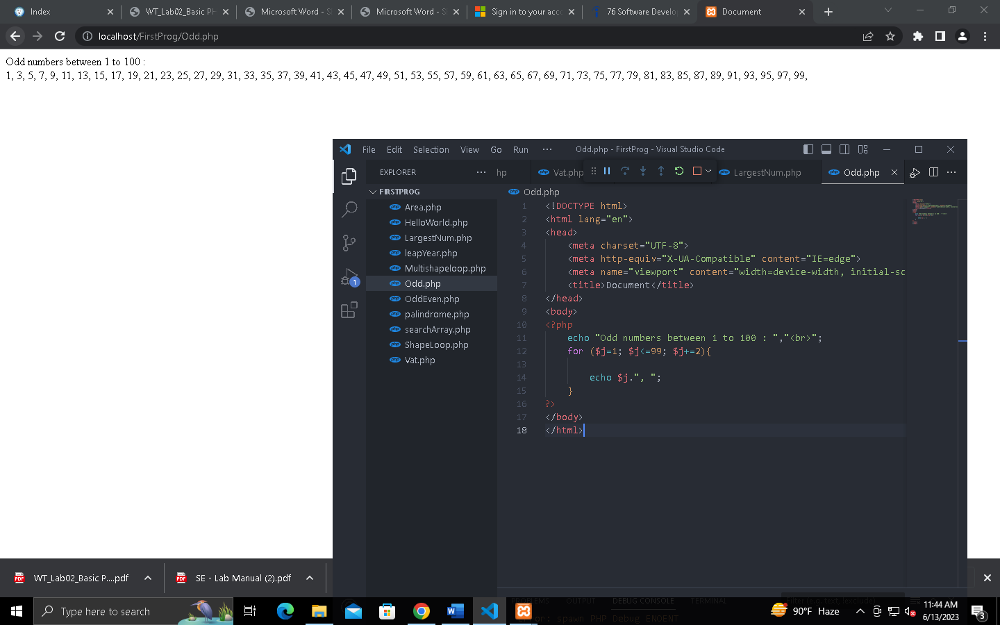 Index
WT_Lab02_Basic PH
Microsoft Word - S
Microsoft Word - S
Sign in to your acco
76 Software Develo
Document
localhost/FirstProg/Odd.php
Odd numbers between 1 to 100 :
1, 3, 5, 7, 9, 11, 13, 15, 17, 19, 21, 23, 25, 27, 29, 31, 33, 35, 37, 39, 41, 43, 45, 47, 49, 51, 53, 55, 57, 59, 61, 63, 65, 67, 69, 71, 73, 75, 77, 79, 81, 83, 85, 87, 89, 91, 93, 95, 97, 99,
File Edit Selection View Go Run ··· Odd.php - FirstProg - Visual Studio Code
EXPLORER ··· hp Vat.php LargestNum.php Odd.php
FIRSTPROG
Area.php
HelloWorld.php
LargestNum.php
leapYear.php
Multishapeloop.php
Odd.php
OddEven.php
palindrome.php
searchArray.php
ShapeLoop.php
Vat.php
1
Odd.php
1 <!DOCTYPE html>
2 <html lang="en">
3 <head>
4 <meta charset="UTF-8">
5 <meta http-equiv="X-UA-Compatible" content="IE=edge">
6 <meta name="viewport" content="width=device-width, initial-sc
7 <title>Document</title>
8 </head>
9 <body>
10 <?php
11 echo "Odd numbers between 1 to 100 : ","<br>";
12 for ($j=1; $j<=99; $j+=2){
13
14 echo $j.", ";
15 }
16 ?>
17 </body>
18 </html>
PROBLEMS OUTPUT DEBUG CONSOLE TERMINAL
or: spawn PHP Debug ENOENT
WT_Lab02_Basic P....pdf
SE - Lab Manual (2).pdf
Type here to search
90°F Haze
11:44 AM
6/13/2023
3